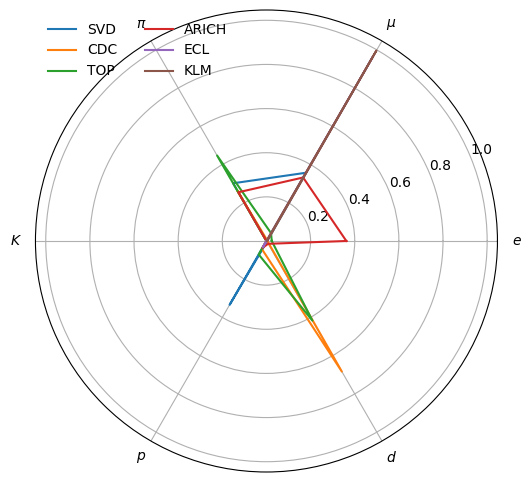 π μ
SVD ARICH
CDC ECL
TOP KLM
1.0
0.8
0.6
0.4
0.2
K e
p d